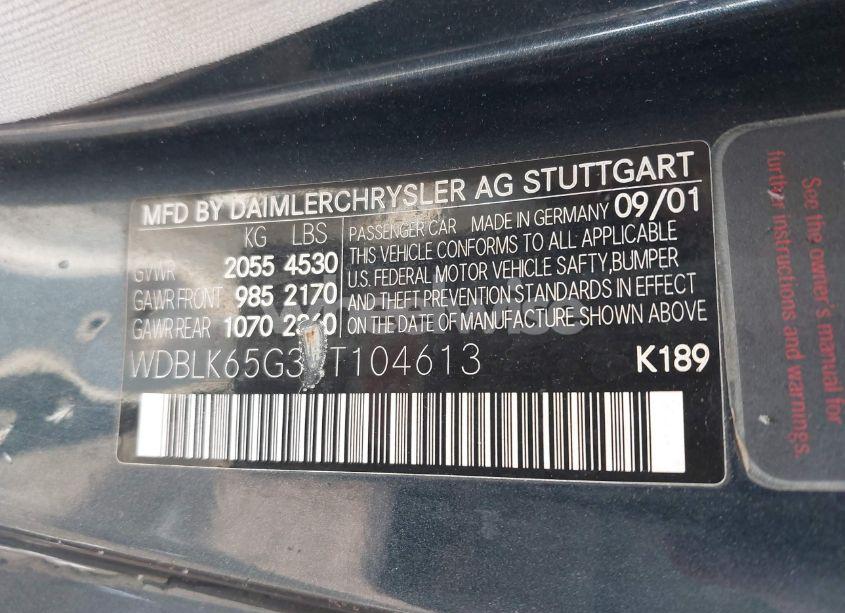 MFD BY DAIMLERCHRYSLER AG STUTTGART
KG LBS
GVWR 2055 4530
GAWR FRONT 985 2170
GAWR REAR 1070
PASSENGER CAR MADE IN GERMANY 09/01
THIS VEHICLE CONFORMS TO ALL APPLICABLE
U.S. FEDERAL MOTOR VEHICLE SAFTY,BUMPER
AND THEFT PREVENTION STANDARDS IN EFFECT
ON THE DATE OF MANUFACTURE SHOWN ABOVE
K189
See the owner's manual for
further instructions and warnings.